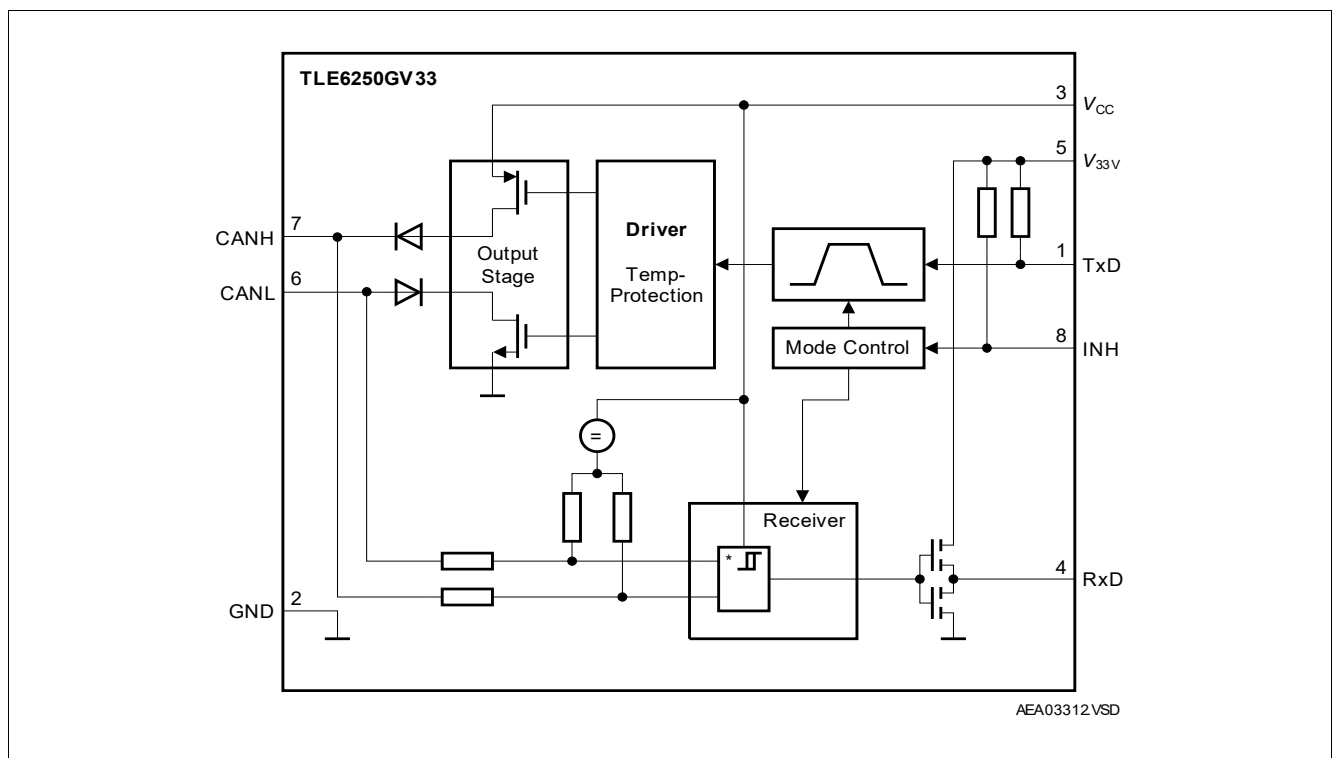 TLE6250GV33
3
VCC
5
V33V
7
CANH
Output
Stage
Driver
Temp-
Protection
1
TxD
6
CANL
Mode Control
8
INH
=
Receiver
*
4
RxD
2
GND
AEA03312.VSD